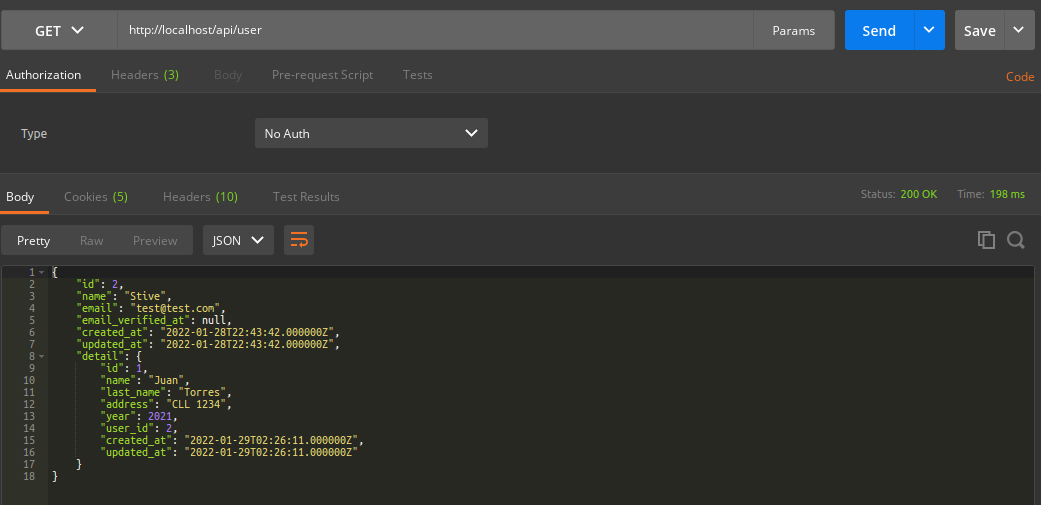 GET http://localhost/api/user Params Send Save
Authorization Headers (3) Body Pre-request Script Tests Code
Type No Auth
Body Cookies (5) Headers (10) Test Results Status: 200 OK Time: 198 ms
Pretty Raw Preview JSON
1 {
2 "id": 2,
3 "name": "Stive",
4 "email": "test@test.com",
5 "email_verified_at": null,
6 "created_at": "2022-01-28T22:43:42.000000Z",
7 "updated_at": "2022-01-28T22:43:42.000000Z",
8 "detail": {
9 "id": 1,
10 "name": "Juan",
11 "last_name": "Torres",
12 "address": "CLL 1234",
13 "year": 2021,
14 "user_id": 2,
15 "created_at": "2022-01-29T02:26:11.000000Z",
16 "updated_at": "2022-01-29T02:26:11.000000Z"
17 }
18 }